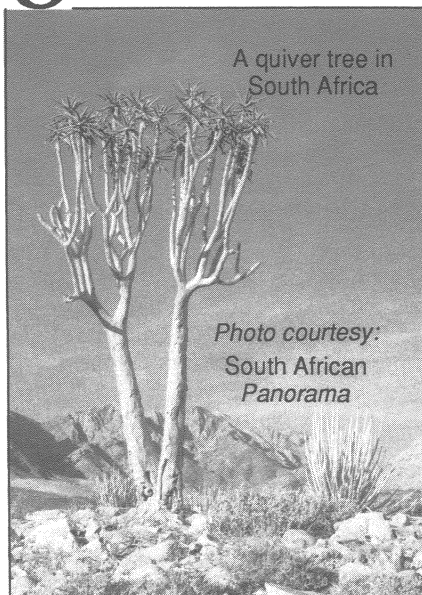 A quiver tree in
South Africa
Photo courtesy:
South African
Panorama